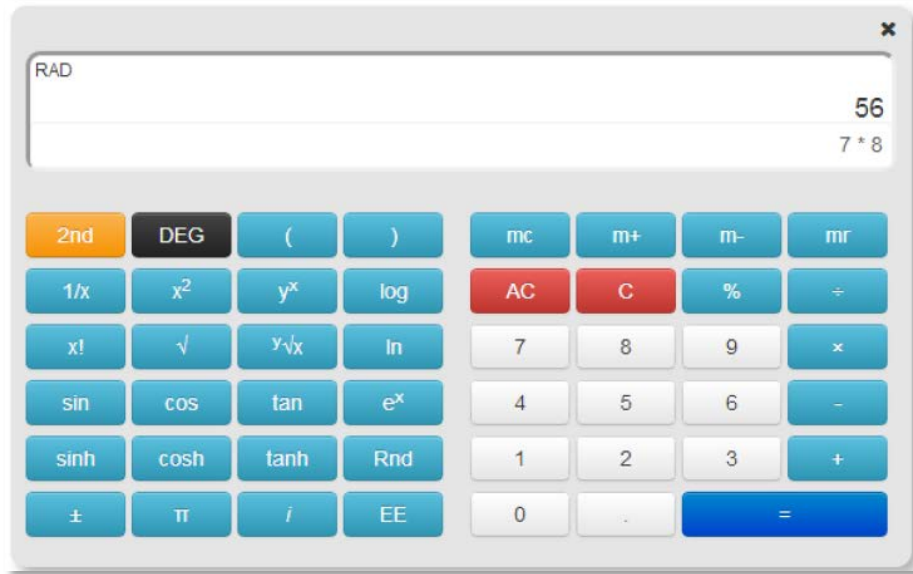 ✖
RAD
56
7 * 8
2nd DEG ( ) mc m+ m- mr
1/x x² yˣ log AC C % ÷
x! √ ʸ√x ln 7 8 9 ×
sin cos tan eˣ 4 5 6 -
sinh cosh tanh Rnd 1 2 3 +
± π i EE 0 . =